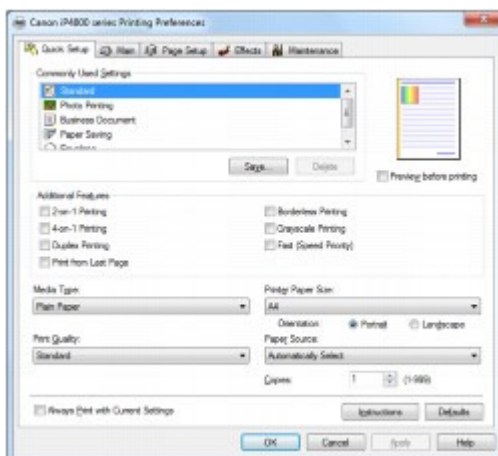 Canon iP4800 series Printing Preferences
Quick Setup Main Page Setup Effects Maintenance
Commonly Used Settings
Standard
Photo Printing
Business Document
Paper Saving
Envelope
Save... Delete
Preview before printing
Additional Features
2-on-1 Printing Borderless Printing
4-on-1 Printing Grayscale Printing
Duplex Printing Fast (Speed Priority)
Print from Last Page
Media Type: Printer Paper Size:
Plain Paper A4
Orientation: Portrait Landscape
Print Quality: Paper Source:
Standard Automatically Select
Copies: 1 (1-999)
Always Print with Current Settings Instructions Defaults
OK Cancel Apply Help